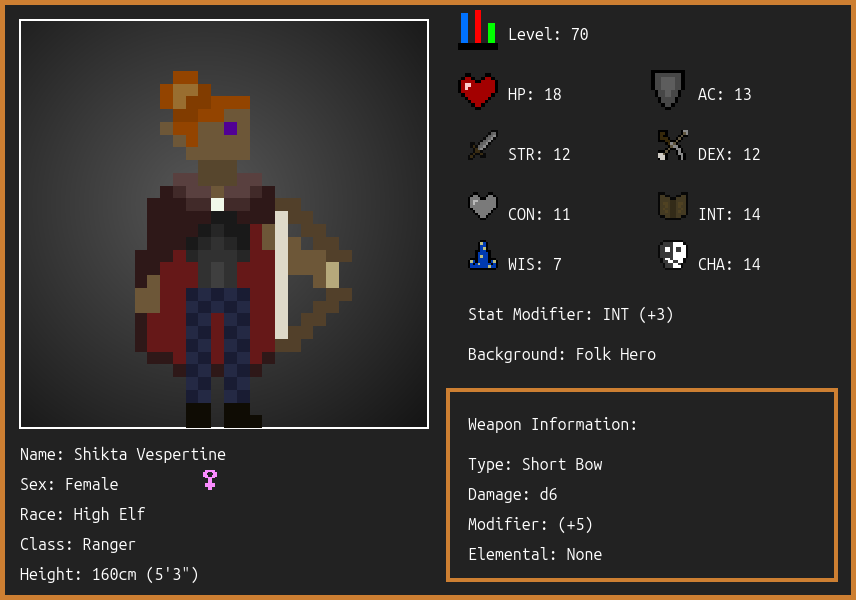 Level: 70
HP: 18
AC: 13
STR: 12
DEX: 12
CON: 11
INT: 14
WIS: 7
CHA: 14
Stat Modifier: INT (+3)
Background: Folk Hero
Weapon Information:
Type: Short Bow
Damage: d6
Modifier: (+5)
Elemental: None
Name: Shikta Vespertine
Sex: Female
Race: High Elf
Class: Ranger
Height: 160cm (5'3")